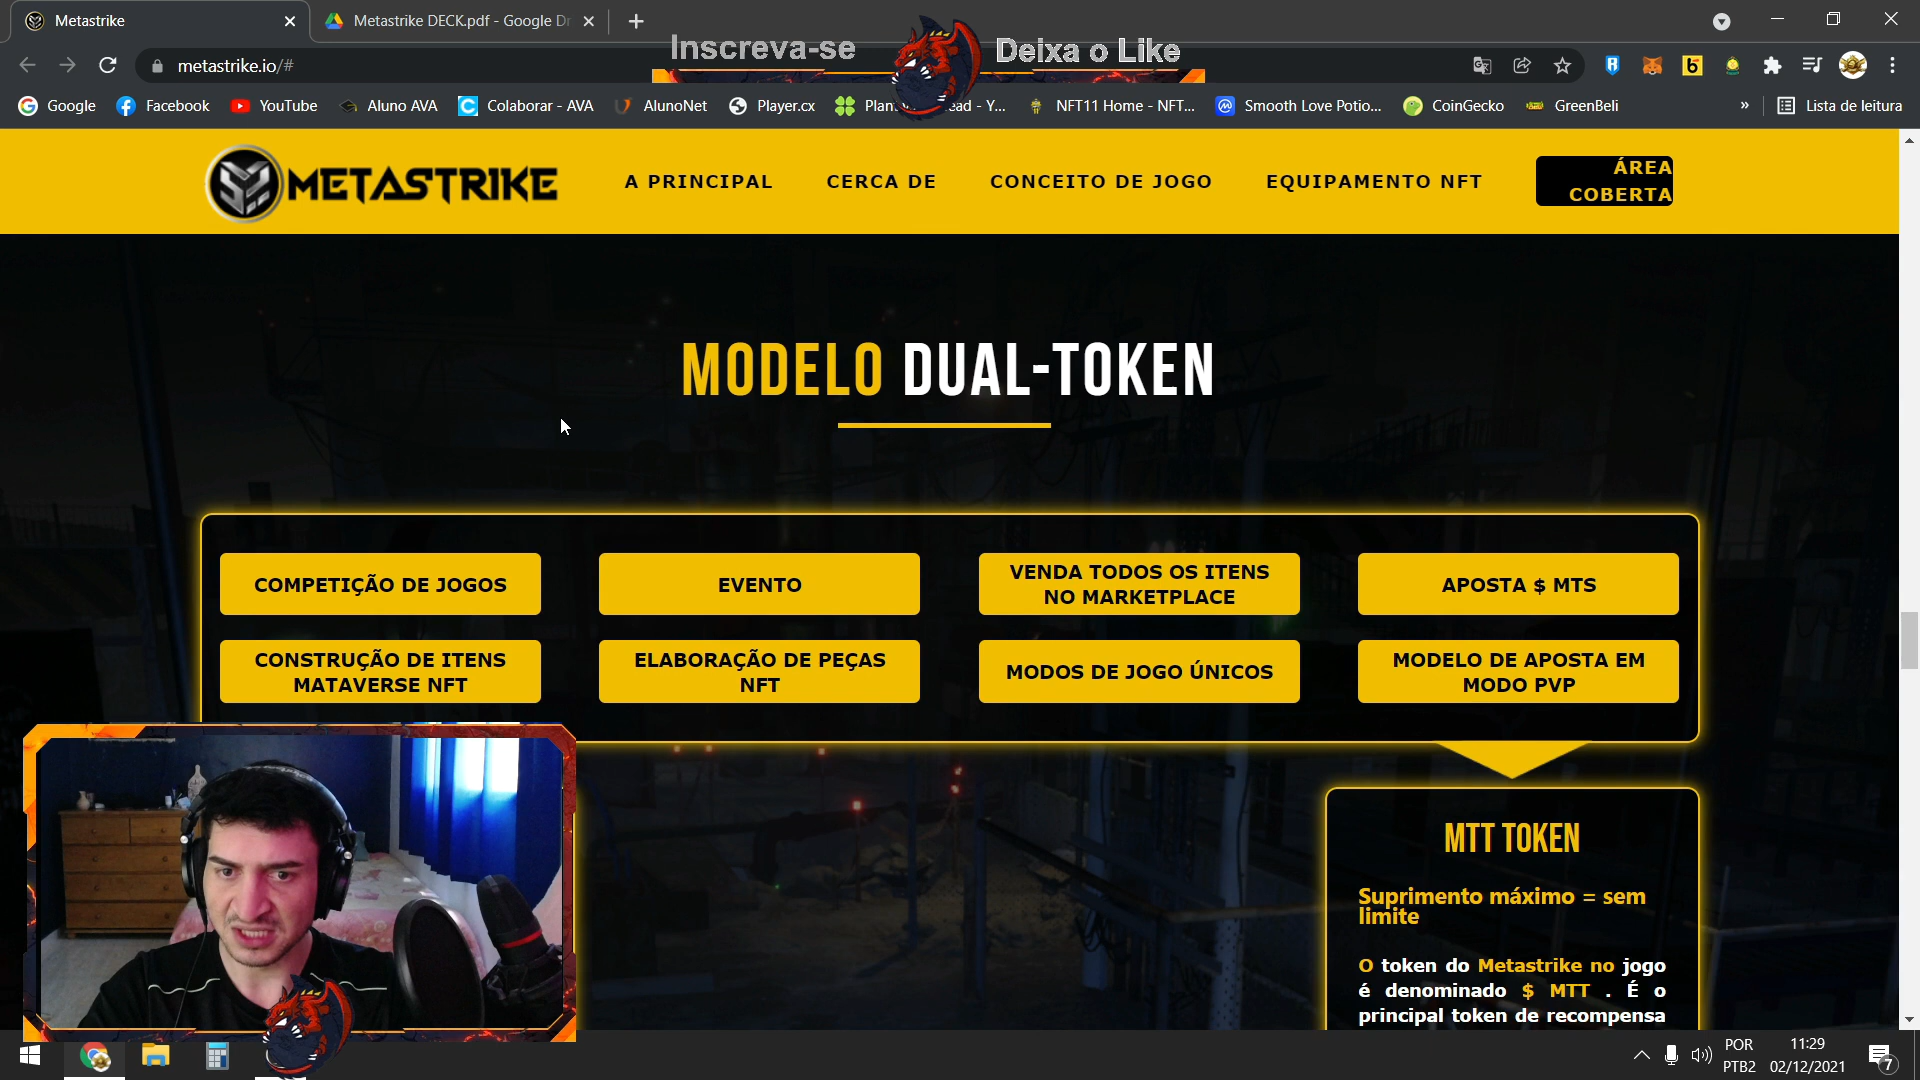 Metastrike
Metastrike DECK.pdf - Google Dr
Inscreva-se
Deixa o Like
metastrike.io/#
Google
Facebook
YouTube
Aluno AVA
Colaborar - AVA
AlunoNet
Player.cx
ead - Y...
NFT11 Home - NFT...
Smooth Love Potio...
CoinGecko
GreenBeli
»
Lista de leitura
METASTRIKE
A PRINCIPAL
CERCA DE
CONCEITO DE JOGO
EQUIPAMENTO NFT
ÁREA
COBERTA
MODELO DUAL-TOKEN
COMPETIÇÃO DE JOGOS
EVENTO
VENDA TODOS OS ITENS
NO MARKETPLACE
APOSTA $ MTS
CONSTRUÇÃO DE ITENS
MATAVERSE NFT
ELABORAÇÃO DE PEÇAS
NFT
MODOS DE JOGO ÚNICOS
MODELO DE APOSTA EM
MODO PVP
MTT TOKEN
Suprimento máximo = sem
limite
O token do Metastrike no jogo
é denominado $ MTT . É o
principal token de recompensa
POR
PTB2
11:29
02/12/2021
7